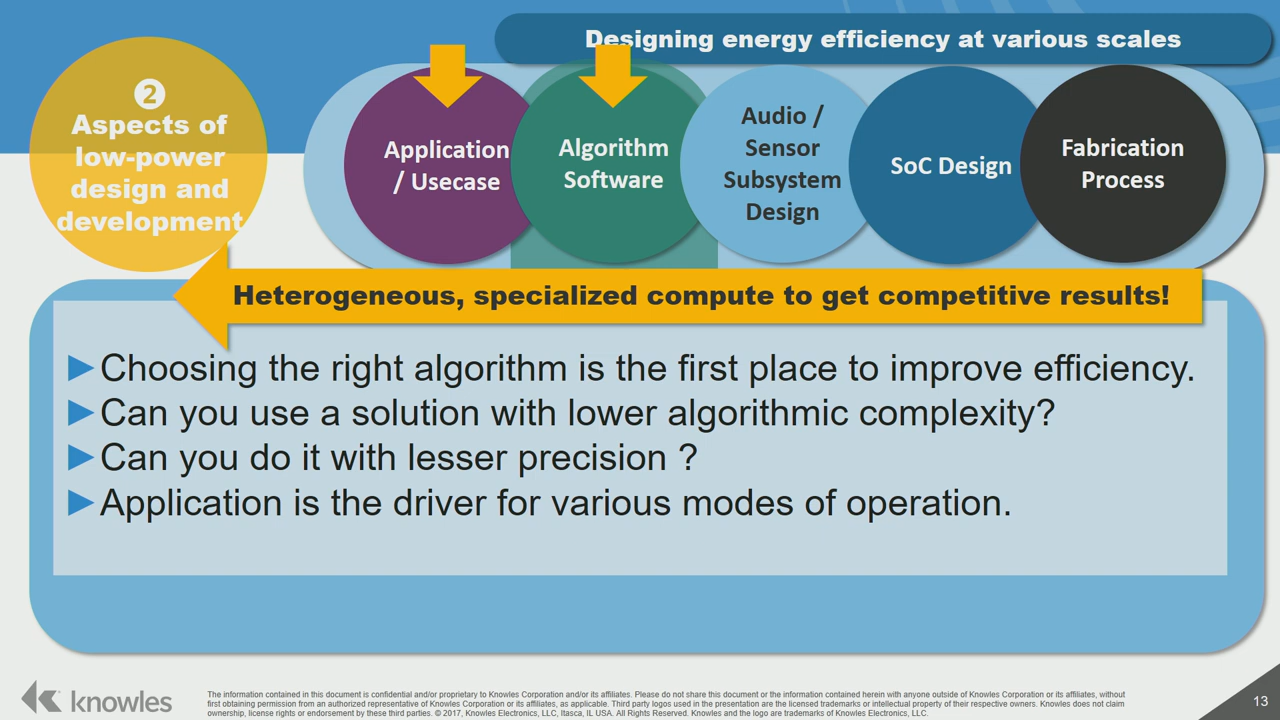 Designing energy efficiency at various scales
❷
Aspects of
low-power
design and
development
Application
/ Usecase
Algorithm
Software
Audio /
Sensor
Subsystem
Design
SoC Design
Fabrication
Process
Heterogeneous, specialized compute to get competitive results!
►Choosing the right algorithm is the first place to improve efficiency.
►Can you use a solution with lower algorithmic complexity?
►Can you do it with lesser precision ?
►Application is the driver for various modes of operation.
knowles
The information contained in this document is confidential and/or proprietary to Knowles Corporation and/or its affiliates. Please do not share this document or the information contained herein with anyone outside of Knowles Corporation or its affiliates, without
first obtaining permission from an authorized representative of Knowles Corporation or its affiliates, as applicable. Third party logos used in the presentation are the licensed trademarks or intellectual property of their respective owners. Knowles does not claim
ownership, license rights or endorsement by these third parties. © 2017, Knowles Electronics, LLC, Itasca, IL USA. All Rights Reserved. Knowles and the logo are trademarks of Knowles Electronics, LLC.
13